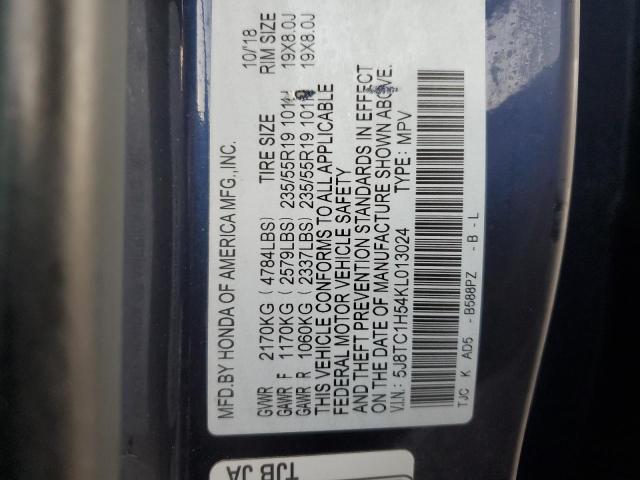 MFD.BY HONDA OF AMERICA MFG.,INC. 10/'18
GVWR 2170KG ( 4784LBS) TIRE SIZE RIM SIZE
GAWR F 1170KG ( 2579LBS) 235/55R19 101H 19X8.0J
GAWR R 1060KG ( 2337LBS) 235/55R19 101H 19X8.0J
THIS VEHICLE CONFORMS TO ALL APPLICABLE
FEDERAL MOTOR VEHICLE SAFETY
AND THEFT PREVENTION STANDARDS IN EFFECT
ON THE DATE OF MANUFACTURE SHOWN ABOVE.
V.I.N.: 5J8TC1H54KL013024 TYPE: MPV
TJC K AD5 - B588PZ - B - L
TJB JA